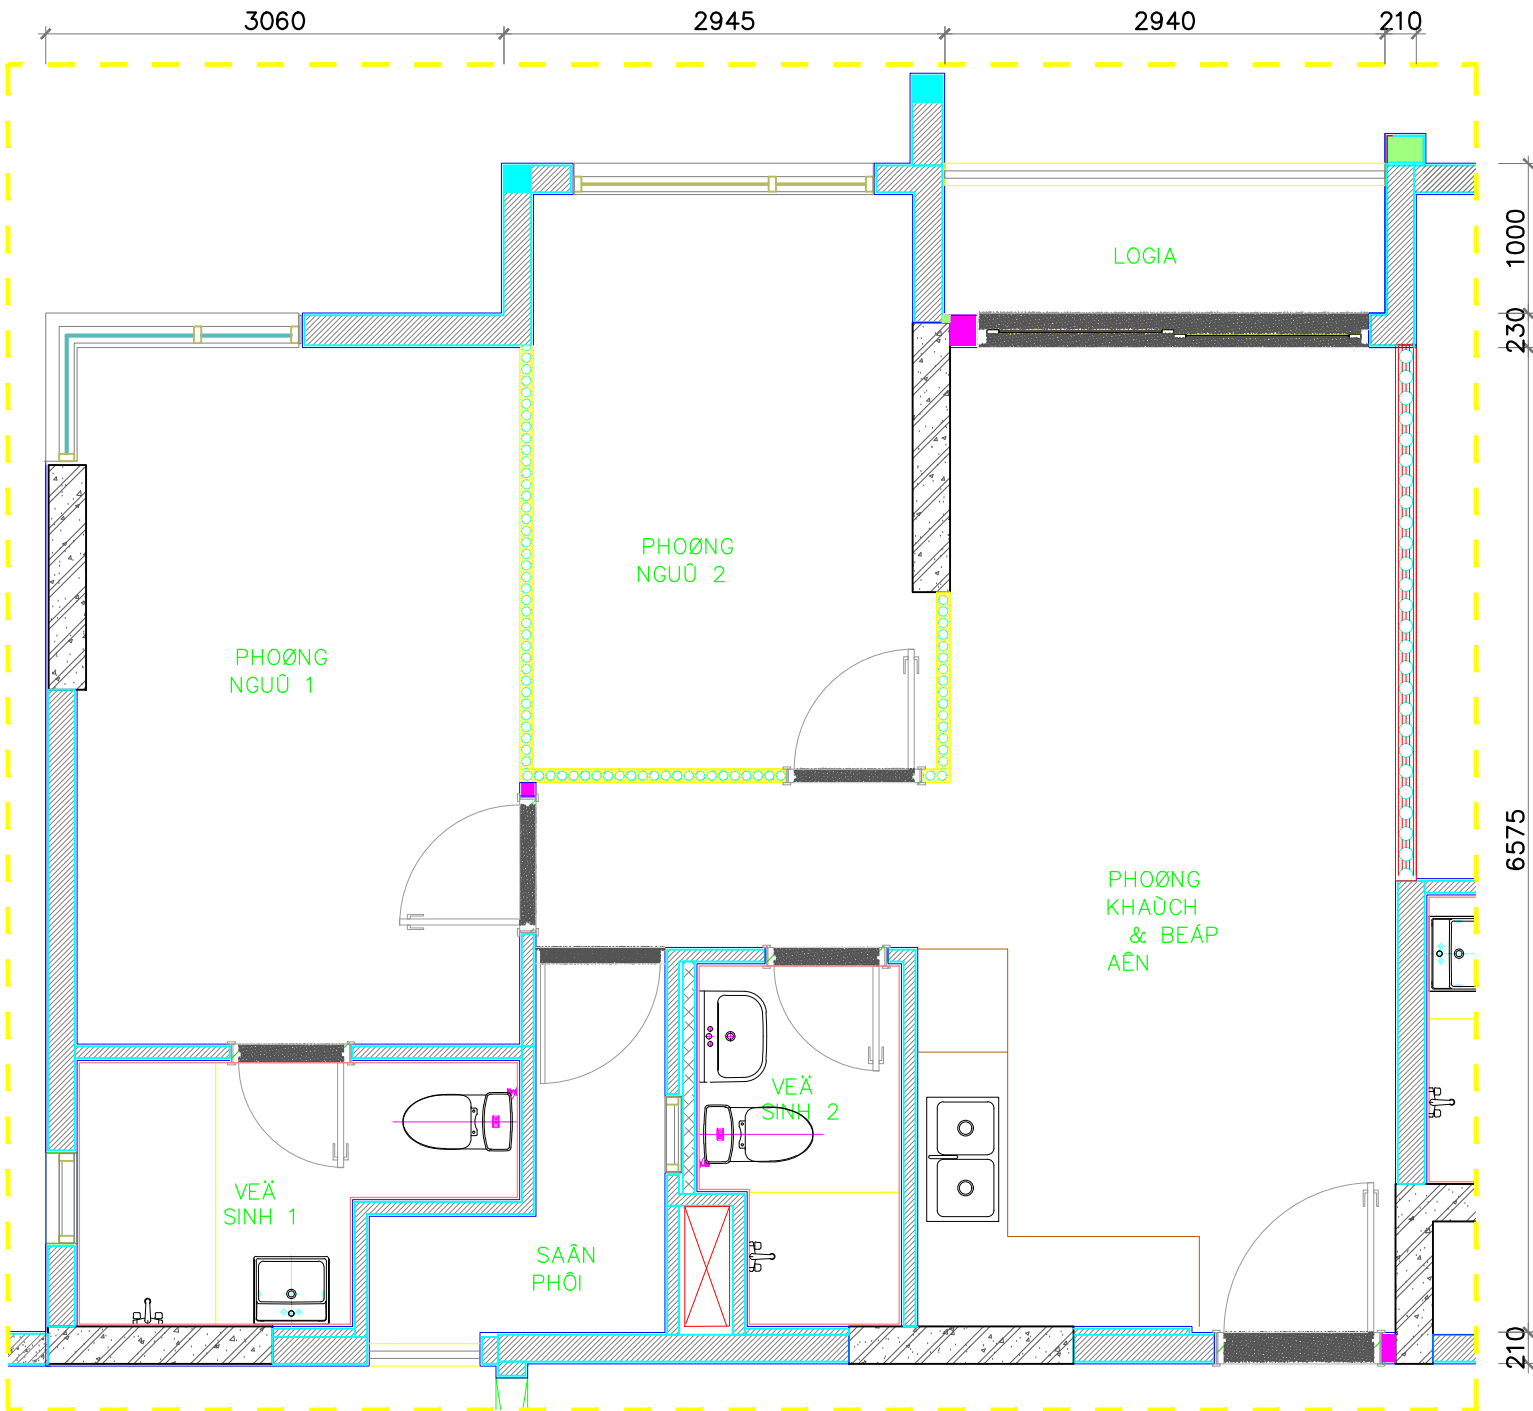 3060
2945
2940
210
LOGIA
1000
230
PHOØNG
NGUÛ 2
PHOØNG
NGUÛ 1
6575
PHOØNG
KHAÙCH
& BEÁP
AÊN
VEÄ
SINH 2
VEÄ
SINH 1
SAÂN
PHÔI
210